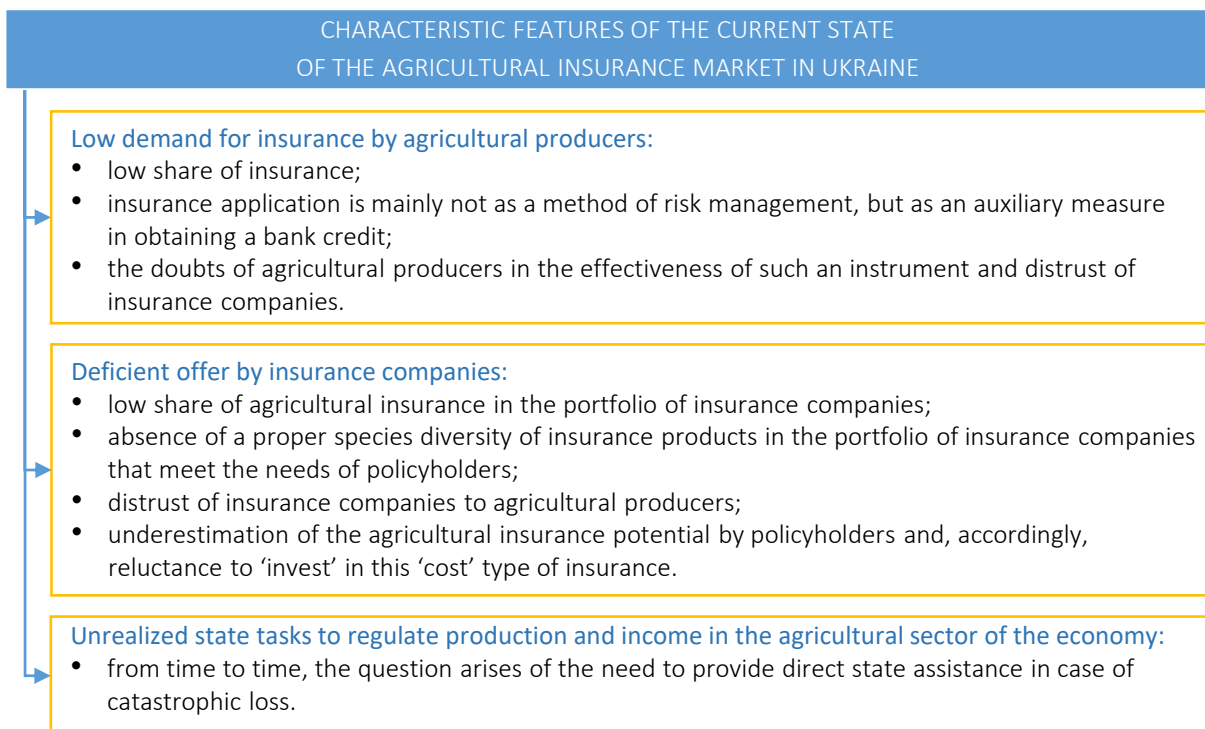 CHARACTERISTIC FEATURES OF THE CURRENT STATE
OF THE AGRICULTURAL INSURANCE MARKET IN UKRAINE
Low demand for insurance by agricultural producers:
• low share of insurance;
• insurance application is mainly not as a method of risk management, but as an auxiliary measure
in obtaining a bank credit;
• the doubts of agricultural producers in the effectiveness of such an instrument and distrust of
insurance companies.
Deficient offer by insurance companies:
• low share of agricultural insurance in the portfolio of insurance companies;
• absence of a proper species diversity of insurance products in the portfolio of insurance companies
that meet the needs of policyholders;
• distrust of insurance companies to agricultural producers;
• underestimation of the agricultural insurance potential by policyholders and, accordingly,
reluctance to ‘invest’ in this ‘cost’ type of insurance.
Unrealized state tasks to regulate production and income in the agricultural sector of the economy:
• from time to time, the question arises of the need to provide direct state assistance in case of
catastrophic loss.